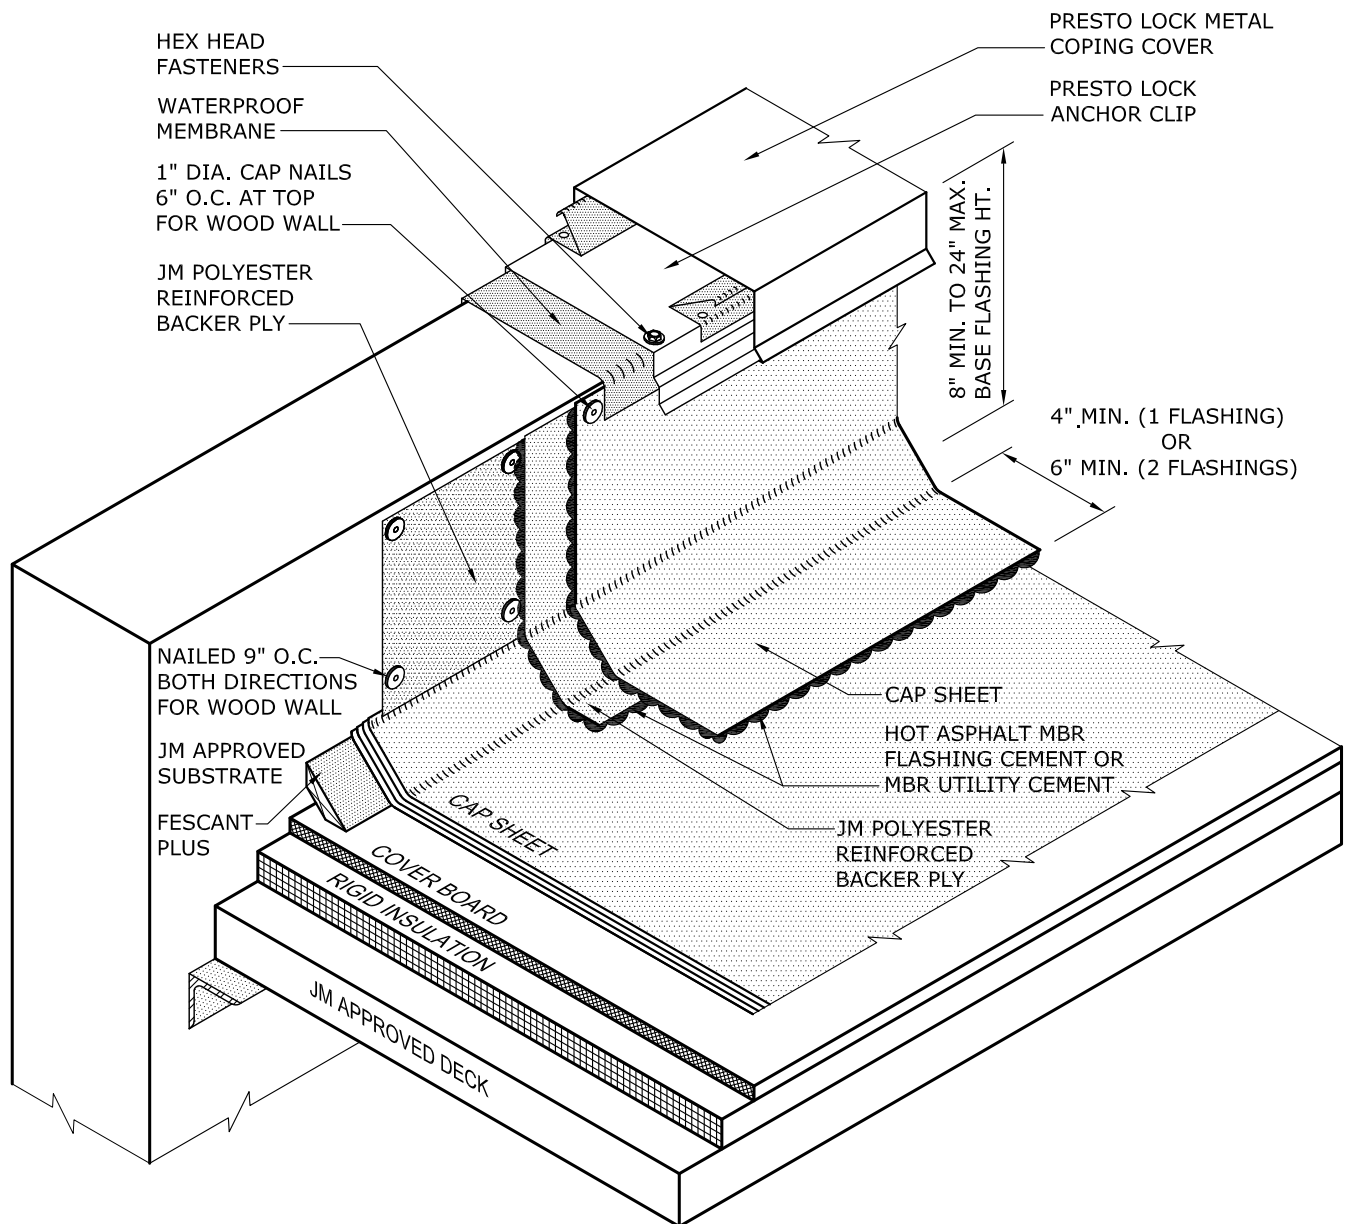 HEX HEAD
FASTENERS
WATERPROOF
MEMBRANE
1" DIA. CAP NAILS
6" O.C. AT TOP
FOR WOOD WALL
JM POLYESTER
REINFORCED
BACKER PLY
PRESTO LOCK METAL
COPING COVER
PRESTO LOCK
ANCHOR CLIP
8" MIN. TO 24" MAX.
BASE FLASHING HT.
4" MIN. (1 FLASHING)
OR
6" MIN. (2 FLASHINGS)
NAILED 9" O.C.
BOTH DIRECTIONS
FOR WOOD WALL
JM APPROVED
SUBSTRATE
FESCANT
PLUS
CAP SHEET
HOT ASPHALT MBR
FLASHING CEMENT OR
MBR UTILITY CEMENT
JM POLYESTER
REINFORCED
BACKER PLY
CAP SHEET
COVER BOARD
RIGID INSULATION
JM APPROVED DECK